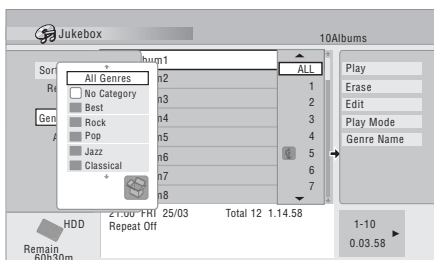 Jukebox
10Albums
Sor
Re
Gen
A
All Genres
No Category
Best
Rock
Pop
Jazz
Classical
bum1
m2
m3
m4
m5
m6
m7
m8
ALL
1
2
3
4
5
6
7
Play
Erase
Edit
Play Mode
Genre Name
HDD
Remain
60h30m
21:00 FRI 25/03 Total 12 1.14.58
Repeat Off
1-10
0.03.58